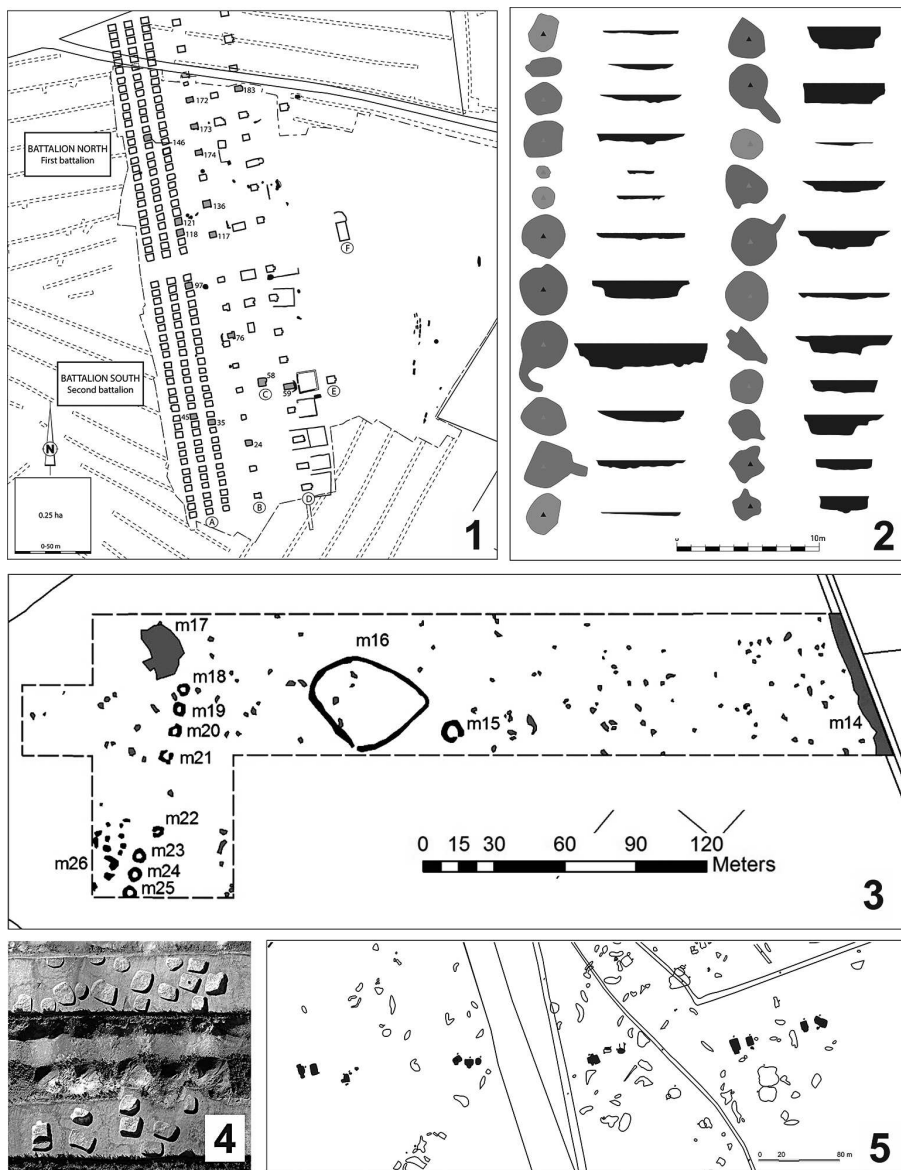 BATTALION NORTH
First battalion
183
172
173
146
174
136
121
118
117
F
97
BATTALION SOUTH
Second battalion
76
58
C
59
E
45
35
24
N
0.25 ha
0-50 m
A
B
D
1
10m
2
m17
m16
m18
m19
m20
m15
m14
m21
m22
m23
m26
m24
m25
0 15 30 60 90 120
Meters
3
4
0 20 80 m
5